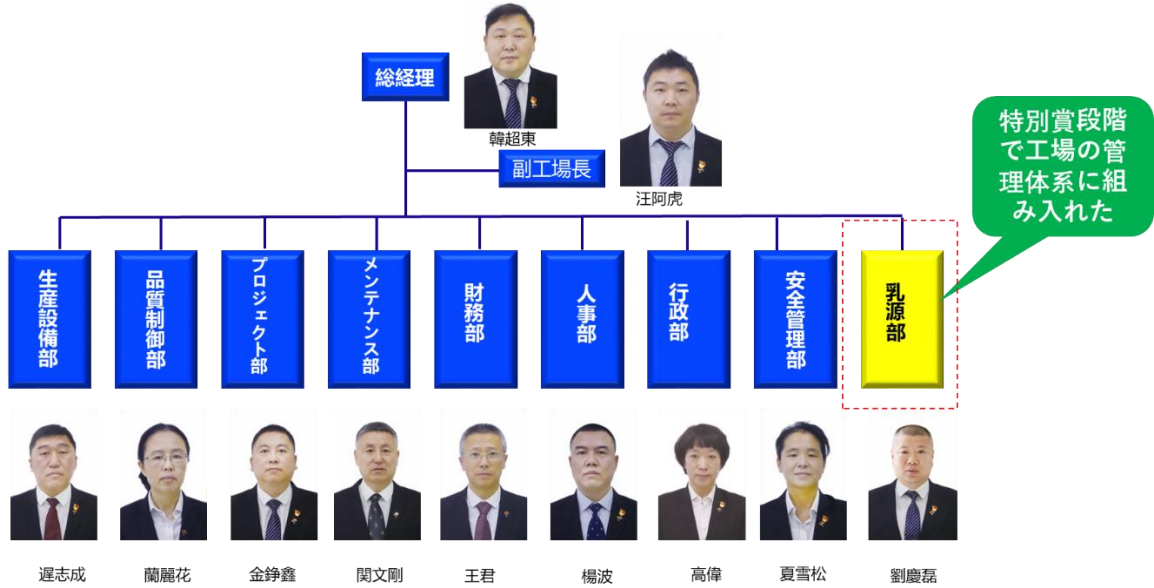 総経理
韓超東
副工場長
汪阿虎
特別賞段階
で工場の管
理体系に組
み入れた
生産設備部
品質制御部
プロジェクト部
メンテナンス部
財務部
人事部
行政部
安全管理部
乳源部
遅志成
蘭麗花
金錚鑫
関文剛
王君
楊波
高偉
夏雪松
劉慶磊